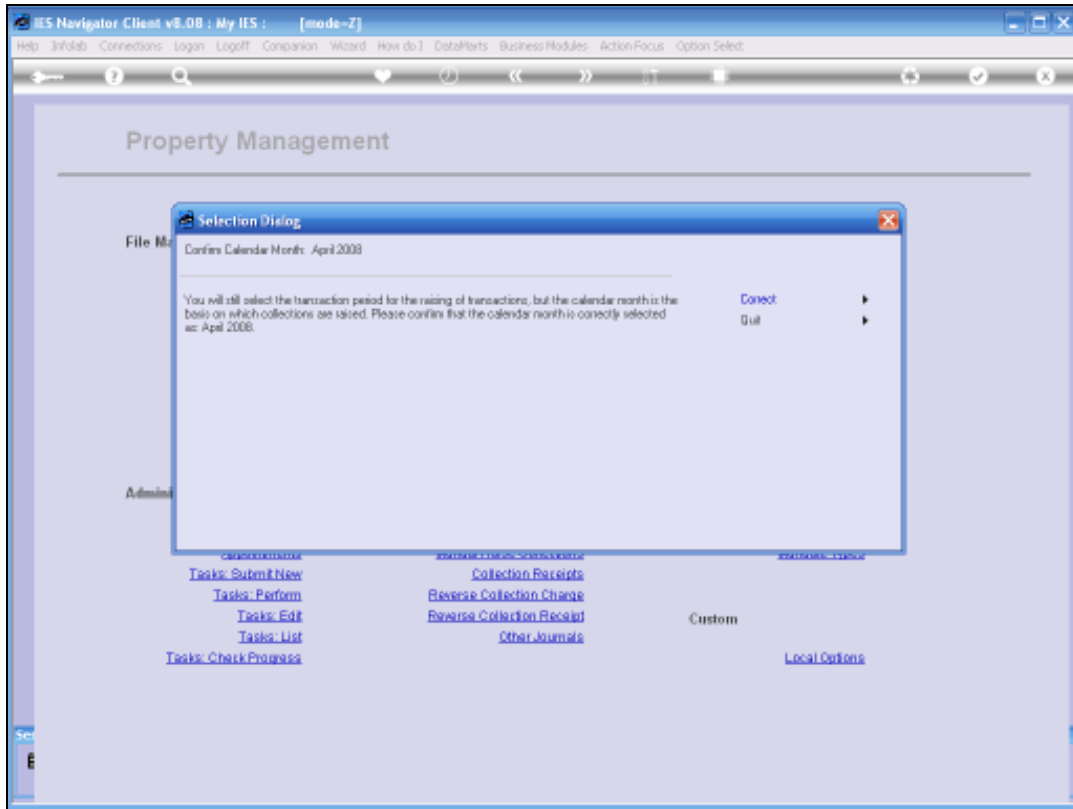 IES Navigator Client v8.08 : My IES : [mode=Z]
Help Infolab Connections Logon Logoff Companion Wizard How do I DataMarts Business Modules Action Focus Option Select
Property Management
Selection Dialog
File Ma
Confirm Calendar Month: April 2008
You will still select the transaction period for the raising of transactions, but the calendar month is the
basis on which collections are raised. Please confirm that the calendar month is correctly selected
as: April 2008.
Correct
Quit
Admini
Appointments
Tasks: Submit New
Tasks: Perform
Tasks: Edit
Tasks: List
Tasks: Check Progress
Collection Receipts
Reverse Collection Charge
Reverse Collection Receipt
Other Journals
Custom
Local Options
Se